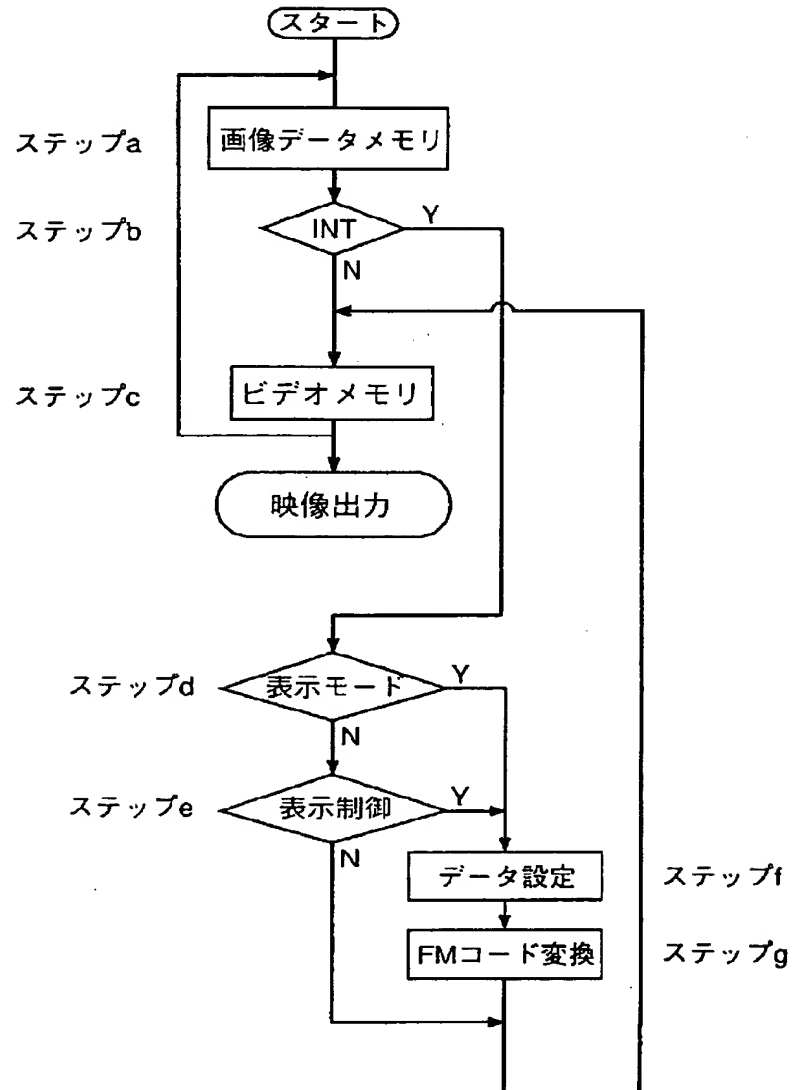 スタート
ステップa
画像データメモリ
ステップb
INT
Y
N
ステップc
ビデオメモリ
映像出力
ステップd
表示モード
Y
N
ステップe
表示制御
Y
N
データ設定
ステップf
FMコード変換
ステップg